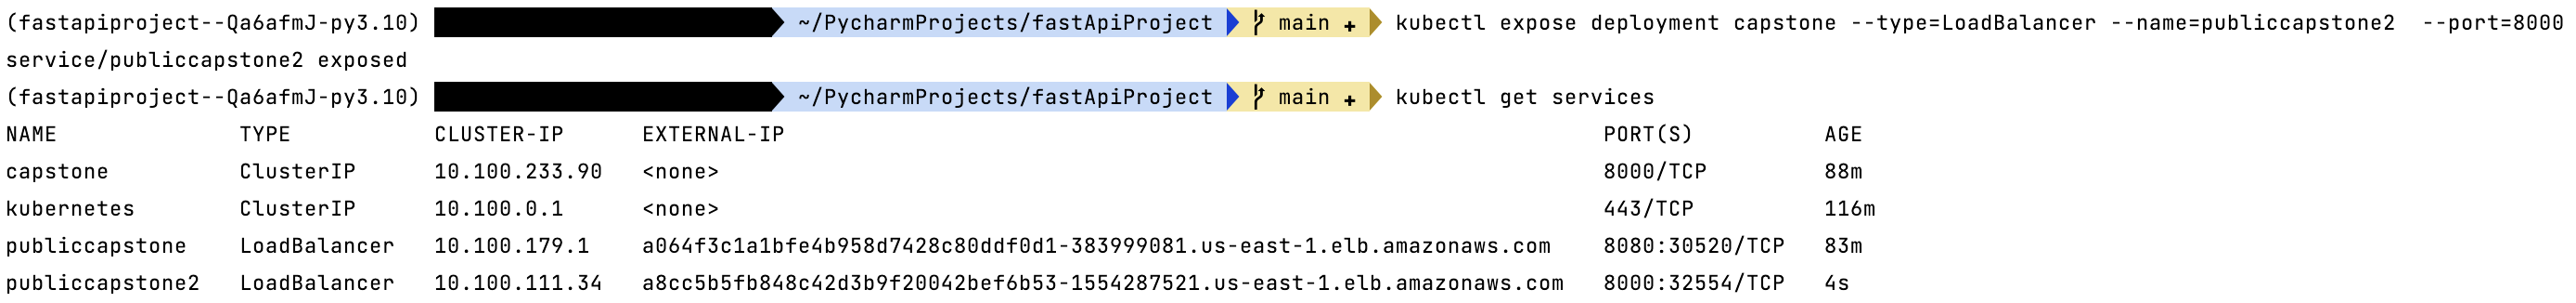 (fastapiproject--Qa6afmJ-py3.10) ~/PycharmProjects/fastApiProject main + kubectl expose deployment capstone --type=LoadBalancer --name=publiccapstone2  --port=8000
service/publiccapstone2 exposed
(fastapiproject--Qa6afmJ-py3.10) ~/PycharmProjects/fastApiProject main + kubectl get services
NAME TYPE CLUSTER-IP EXTERNAL-IP PORT(S) AGE
capstone ClusterIP 10.100.233.90 <none> 8000/TCP 88m
kubernetes ClusterIP 10.100.0.1 <none> 443/TCP 116m
publiccapstone LoadBalancer 10.100.179.1 a064f3c1a1bfe4b958d7428c80ddf0d1-383999081.us-east-1.elb.amazonaws.com 8080:30520/TCP 83m
publiccapstone2 LoadBalancer 10.100.111.34 a8cc5b5fb848c42d3b9f20042bef6b53-1554287521.us-east-1.elb.amazonaws.com 8000:32554/TCP 4s